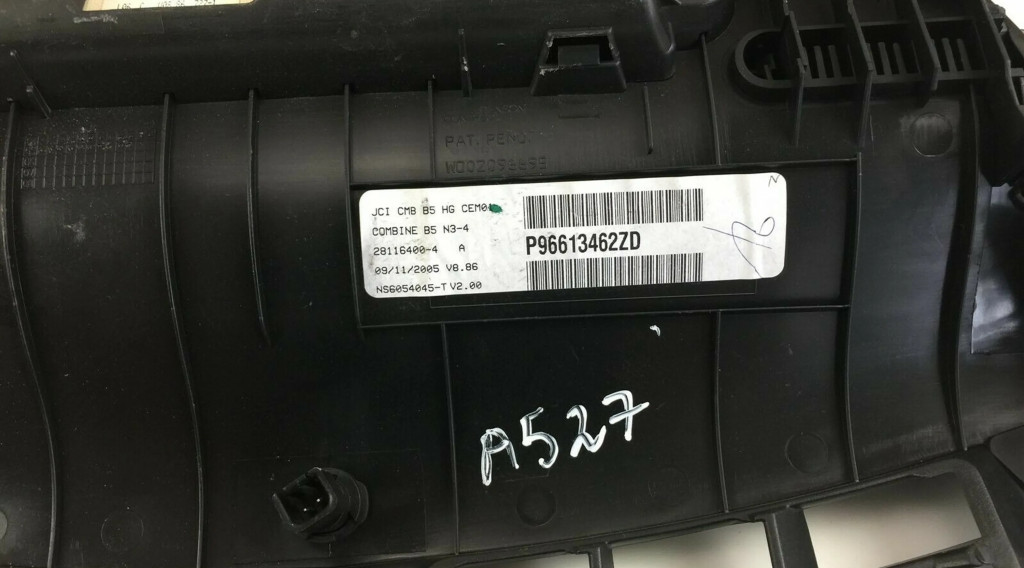 PAT. PEND.
JCI CMB B5 HG CEM01
COMBINE B5 N3-4
28116400-4 A
09/11/2005 V8.86
NS6054045-T V2.00
P96613462ZD
N
A527